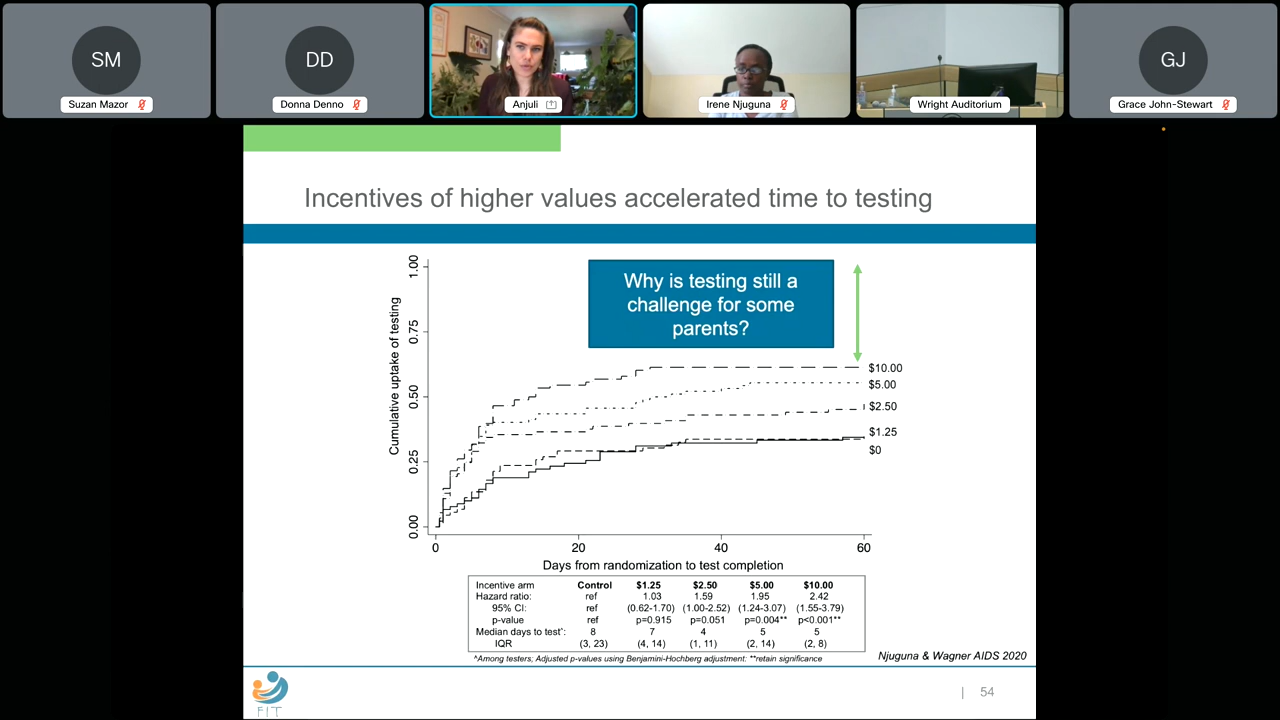 SM
DD
GJ
Suzan Mazor
Donna Denno
Anjuli
Irene Njuguna
Wright Auditorium
Grace John-Stewart
Incentives of higher values accelerated time to testing
Why is testing still a
challenge for some
parents?
Cumulative uptake of testing
1.00
0.75
0.50
0.25
0.00
$10.00
$5.00
$2.50
$1.25
$0
0 20 40 60
Days from randomization to test completion
Incentive arm Control $1.25 $2.50 $5.00 $10.00
Hazard ratio: ref 1.03 1.59 1.95 2.42
95% CI: ref (0.62-1.70) (1.00-2.52) (1.24-3.07) (1.55-3.79)
p-value ref p=0.915 p=0.051 p=0.004** p<0.001**
Median days to test^: 8 7 4 5 5
IQR (3, 23) (4, 14) (1, 11) (2, 14) (2, 8)
^Among testers; Adjusted p-values using Benjamini-Hochberg adjustment. **retain significance
Njuguna & Wagner AIDS 2020
FIT
| 54